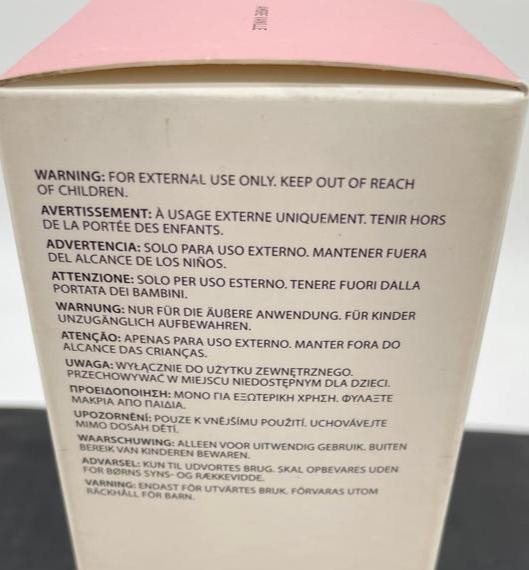 WARNING: FOR EXTERNAL USE ONLY. KEEP OUT OF REACH
OF CHILDREN.
AVERTISSEMENT: À USAGE EXTERNE UNIQUEMENT. TENIR HORS
DE LA PORTÉE DES ENFANTS.
ADVERTENCIA: SOLO PARA USO EXTERNO. MANTENER FUERA
DEL ALCANCE DE LOS NIÑOS.
ATTENZIONE: SOLO PER USO ESTERNO. TENERE FUORI DALLA
PORTATA DEI BAMBINI.
WARNUNG: NUR FÜR DIE ÄUßERE ANWENDUNG. FÜR KINDER
UNZUGÄNGLICH AUFBEWAHREN.
ATENÇÃO: APENAS PARA USO EXTERNO. MANTER FORA DO
ALCANCE DAS CRIANÇAS.
UWAGA: WYŁĄCZNIE DO UŻYTKU ZEWNĘTRZNEGO.
PRZECHOWYWAĆ W MIEJSCU NIEDOSTĘPNYM DLA DZIECI.
ΠΡΟΕΙΔΟΠΟΙΗΣΗ: ΜΟΝΟ ΓΙΑ ΕΞΩΤΕΡΙΚΗ ΧΡΗΣΗ. ΦΥΛΑΞΤΕ
ΜΑΚΡΙΑ ΑΠΟ ΠΑΙΔΙΑ.
UPOZORNĚNÍ: POUZE K VNĚJŠÍMU POUŽITÍ. UCHOVÁVEJTE
MIMO DOSAH DĚTÍ.
WAARSCHUWING: ALLEEN VOOR UITWENDIG GEBRUIK. BUITEN
BEREIK VAN KINDEREN BEWAREN.
ADVARSEL: KUN TIL UDVORTES BRUG. SKAL OPBEVARES UDEN
FOR BØRNS SYNS- OG RÆKKEVIDDE.
VARNING: ENDAST FÖR UTVÄRTES BRUK. FÖRVARAS UTOM
RÄCKHÅLL FÖR BARN.